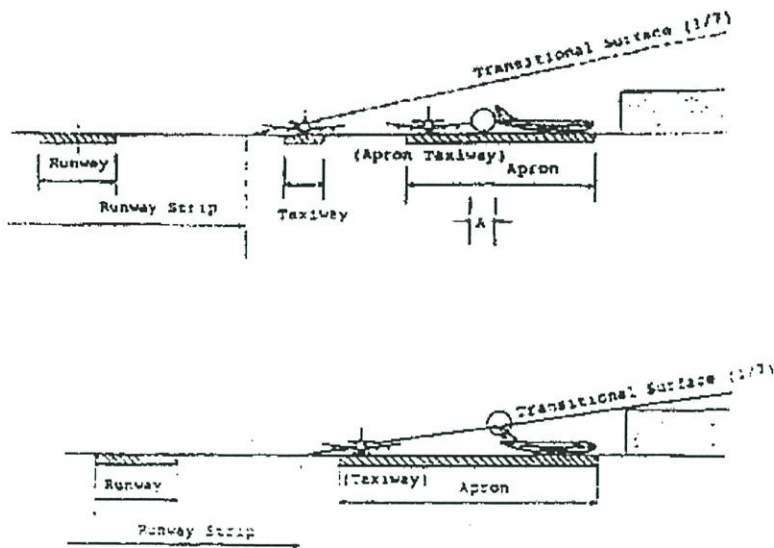 Transitional Surface (1/7)
(Apron Taxiway)
Runway
Apron
Runway Strip
Taxiway
A
Transitional Surface (1/7)
Runway
(Taxiway)
Apron
Runway Strip